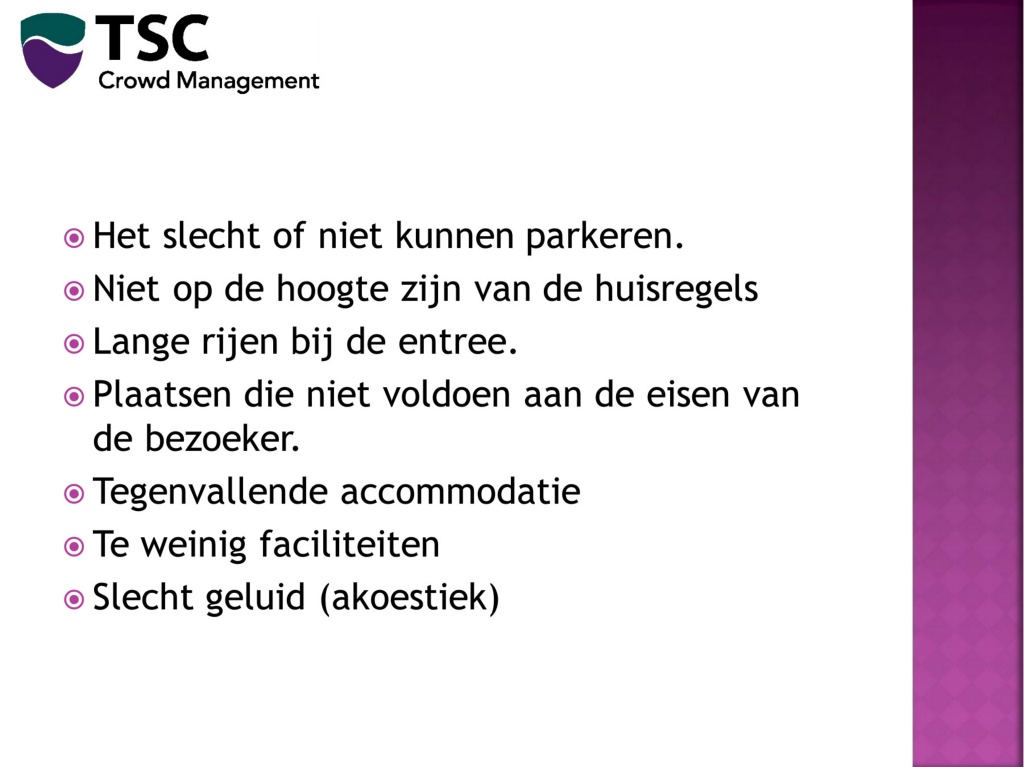 TSC
Crowd Management
Het slecht of niet kunnen parkeren.
Niet op de hoogte zijn van de huisregels
Lange rijen bij de entree.
Plaatsen die niet voldoen aan de eisen van
de bezoeker.
Tegenvallende accommodatie
Te weinig faciliteiten
Slecht geluid (akoestiek)